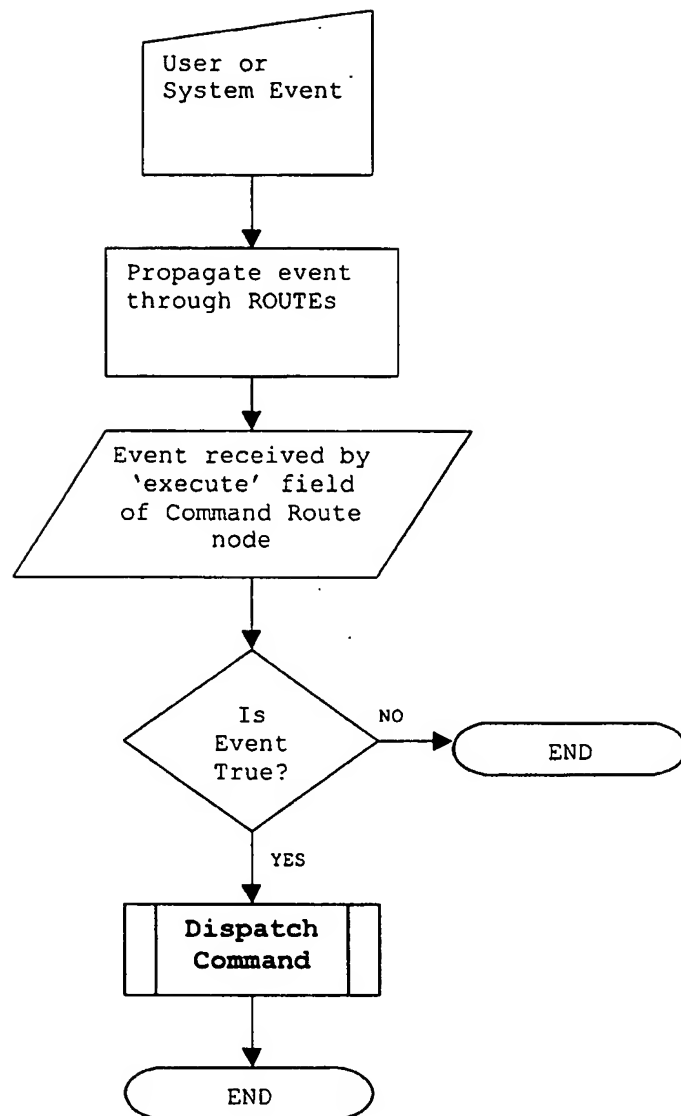 User or
System Event
Propagate event
through ROUTEs
Event received by
‘execute’ field
of Command Route
node
Is
Event
True?
NO
END
YES
Dispatch
Command
END